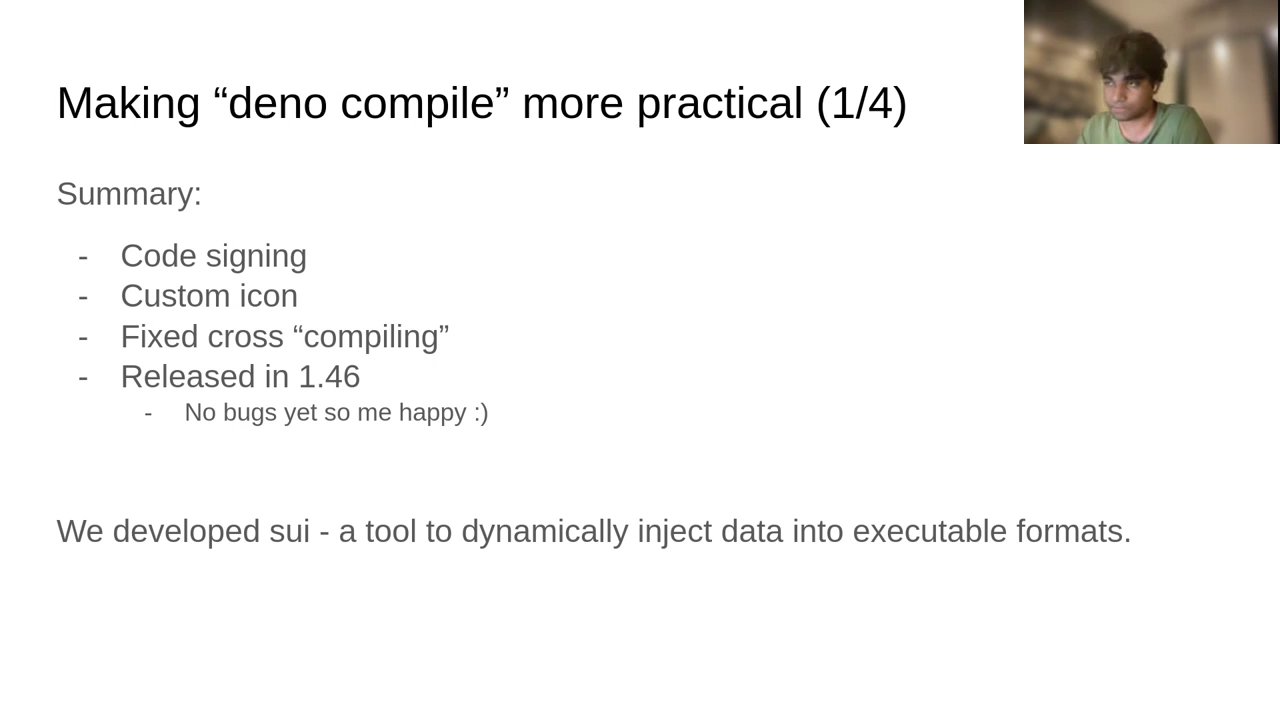 Making “deno compile” more practical (1/4)
Summary:
- Code signing
- Custom icon
- Fixed cross “compiling”
- Released in 1.46
- No bugs yet so me happy :)
We developed sui - a tool to dynamically inject data into executable formats.